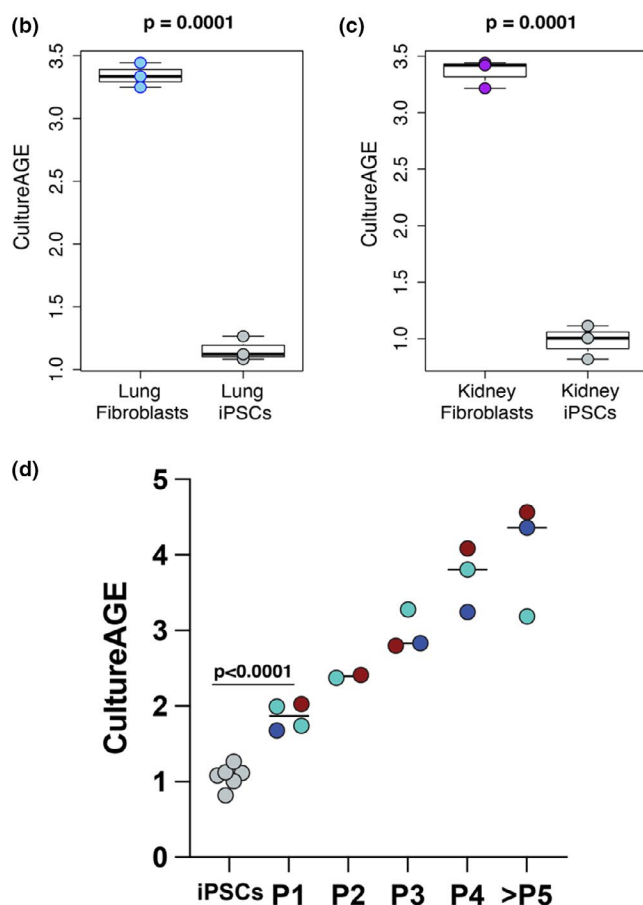 (b)
p = 0.0001
CultureAGE
3.5
3.0
2.5
2.0
1.5
1.0
Lung
Fibroblasts
Lung
iPSCs
(c)
p = 0.0001
CultureAGE
3.5
3.0
2.5
2.0
1.5
1.0
Kidney
Fibroblasts
Kidney
iPSCs
(d)
CultureAGE
5
4
3
2
1
0
p<0.0001
iPSCs P1 P2 P3 P4 >P5